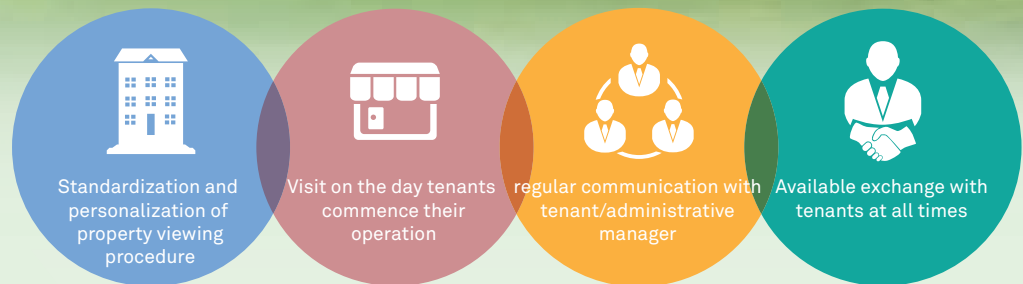 Standardization and
personalization of
property viewing
procedure
Visit on the day tenants
commence their
operation
regular communication with
tenant/administrative
manager
Available exchange with
tenants at all times